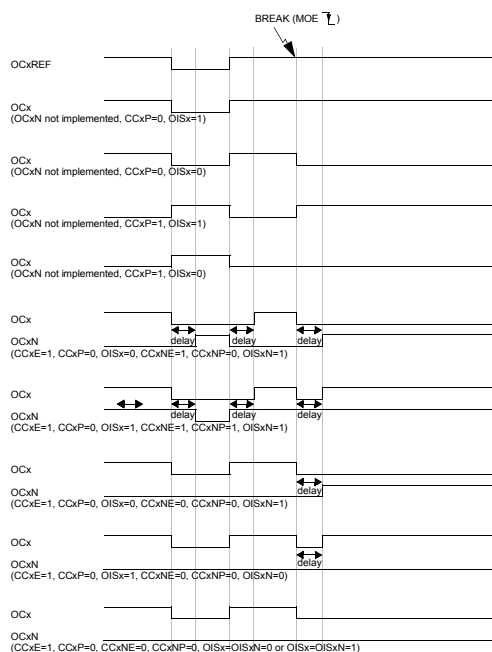 BREAK (MOE )
OCxREF
OCx
(OCxN not implemented, CCxP=0, OISx=1)
OCx
(OCxN not implemented, CCxP=0, OISx=0)
OCx
(OCxN not implemented, CCxP=1, OISx=1)
OCx
(OCxN not implemented, CCxP=1, OISx=0)
OCx
delay delay delay
OCxN
(CCxE=1, CCxP=0, OISx=0, CCxNE=1, CCxNP=0, OISxN=1)
OCx
delay delay delay
OCxN
(CCxE=1, CCxP=0, OISx=1, CCxNE=1, CCxNP=1, OISxN=1)
OCx
OCxN delay
(CCxE=1, CCxP=0, OISx=0, CCxNE=0, CCxNP=0, OISxN=1)
OCx
OCxN delay
(CCxE=1, CCxP=0, OISx=1, CCxNE=0, CCxNP=0, OISxN=0)
OCx
OCxN
(CCxE=1, CCxP=0, CCxNE=0, CCxNP=0, OISx=OISxN=0 or OISx=OISxN=1)